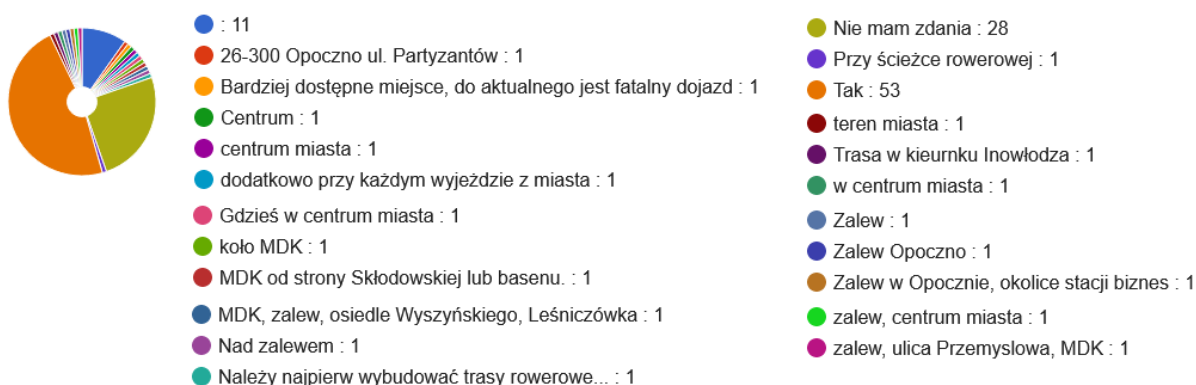 : 11
26-300 Opoczno ul. Partyzantów : 1
Bardziej dostępne miejsce, do aktualnego jest fatalny dojazd : 1
Centrum : 1
centrum miasta : 1
dodatkowo przy każdym wyjeździe z miasta : 1
Gdzieś w centrum miasta : 1
koło MDK : 1
MDK od strony Skłodowskiej lub basenu. : 1
MDK, zalew, osiedle Wyszyńskiego, Leśniczówka : 1
Nad zalewem : 1
Należy najpierw wybudować trasy rowerowe... : 1
Nie mam zdania : 28
Przy ścieżce rowerowej : 1
Tak : 53
teren miasta : 1
Trasa w kieurnku Inowłodza : 1
w centrum miasta : 1
Zalew : 1
Zalew Opoczno : 1
Zalew w Opocznie, okolice stacji biznes : 1
zalew, centrum miasta : 1
zalew, ulica Przemyslowa, MDK : 1